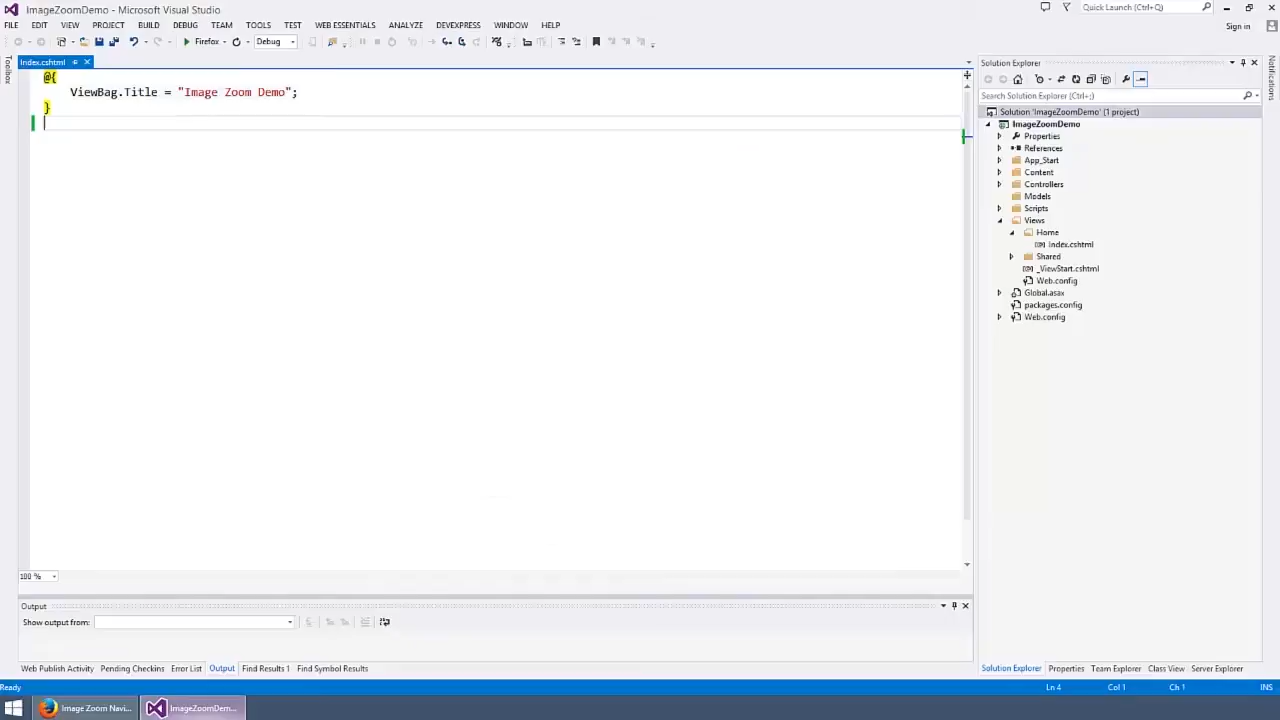 ImageZoomDemo - Microsoft Visual Studio
Quick Launch (Ctrl+Q)
FILE EDIT VIEW PROJECT BUILD DEBUG TEAM TOOLS TEST WEB ESSENTIALS ANALYZE DEVEXPRESS WINDOW HELP
Sign in
Firefox Debug
Toolbox
Index.cshtml
@{
ViewBag.Title = "Image Zoom Demo";
}
100 %
Output
Show output from:
Web Publish Activity Pending Checkins Error List Output Find Results 1 Find Symbol Results
Solution Explorer
Search Solution Explorer (Ctrl+;)
Solution 'ImageZoomDemo' (1 project)
ImageZoomDemo
Properties
References
App_Start
Content
Controllers
Models
Scripts
Views
Home
Index.cshtml
Shared
_ViewStart.cshtml
Web.config
Global.asax
packages.config
Web.config
Solution Explorer Properties Team Explorer Class View Server Explorer
Notifications
Ready
Ln 4 Col 1 Ch 1 INS
Image Zoom Navi...
ImageZoomDem...